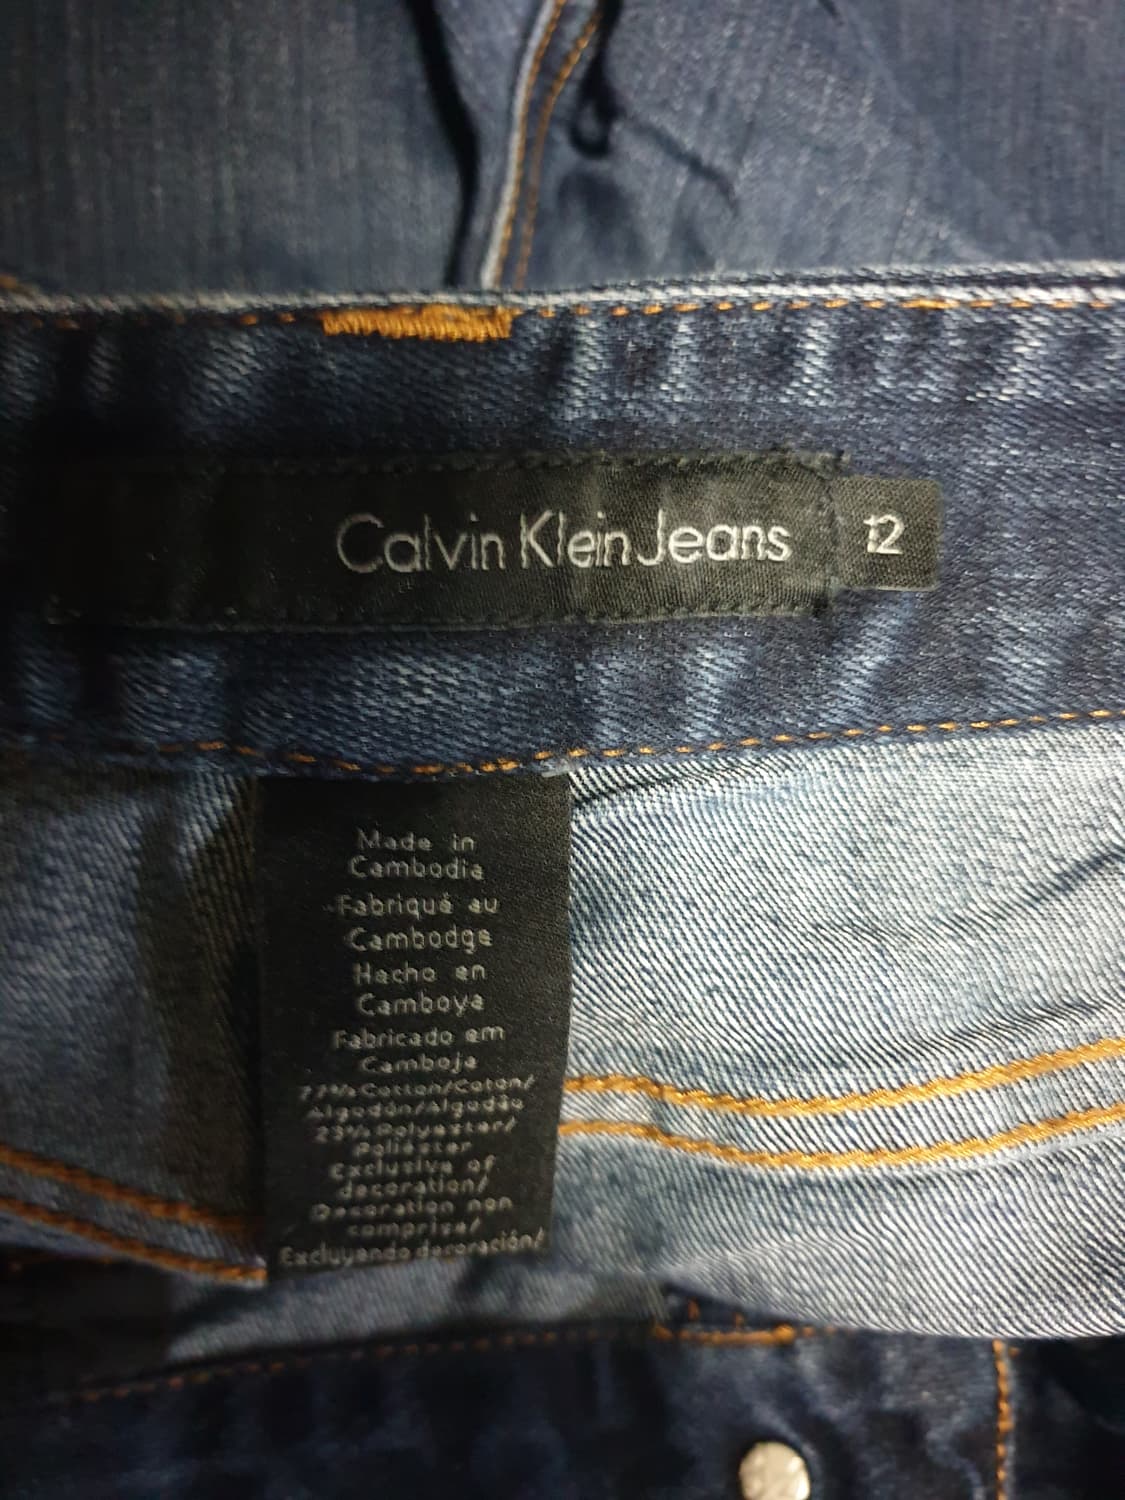 Calvin Klein Jeans 12
Made in
Cambodia
Fabriqué au
Cambodge
Hecho en
Camboya
Fabricado em
Camboja
77% Cotton/Coton/
Algodón/Algodão
23% Polyester/
Poliéster
Exclusive of
decoration/
Decoration non
comprise/
Excluyendo decoración/